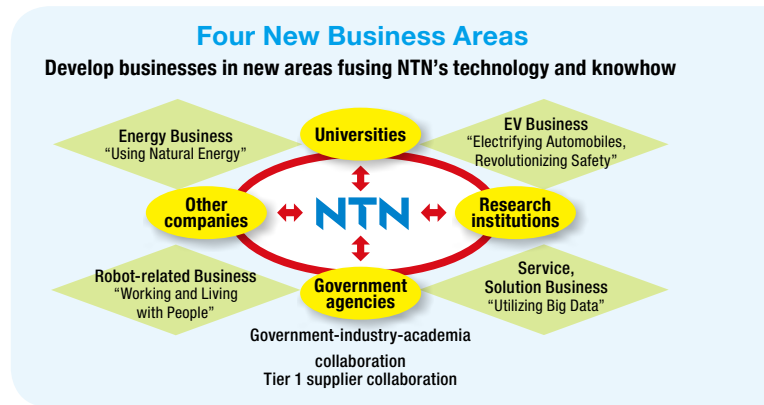 Four New Business Areas
Develop businesses in new areas fusing NTN's technology and knowhow
Energy Business
"Using Natural Energy"
Universities
EV Business
"Electrifying Automobiles,
Revolutionizing Safety"
Other
companies
NTN
Research
institutions
Robot-related Business
"Working and Living
with People"
Government
agencies
Service,
Solution Business
"Utilizing Big Data"
Government-industry-academia
collaboration
Tier 1 supplier collaboration